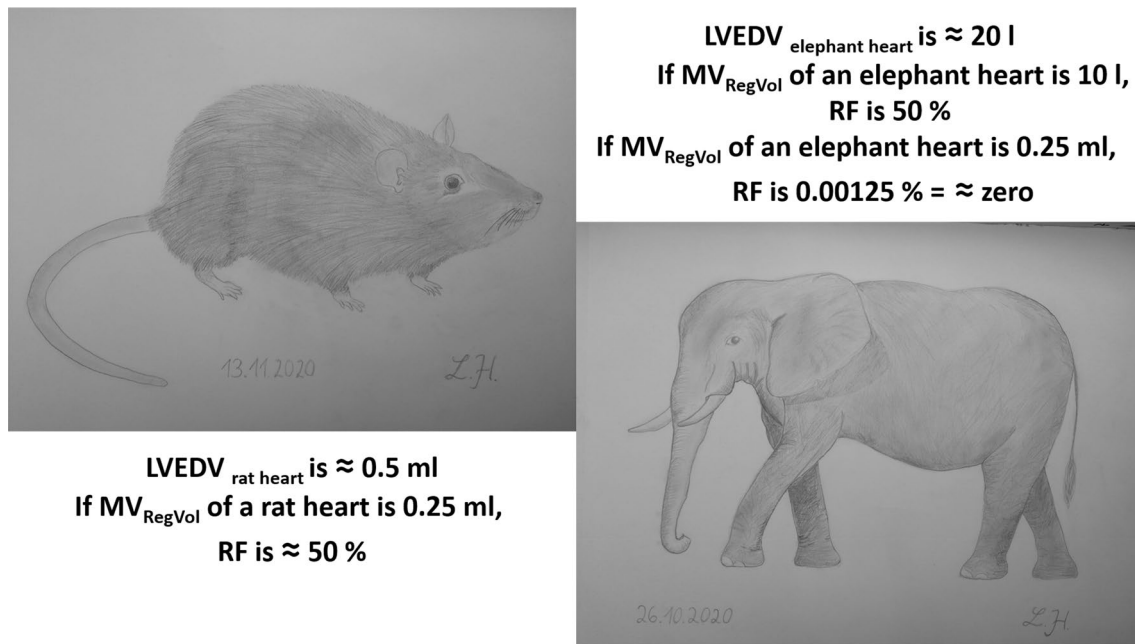 13.11.2020 L.H.
LVEDV rat heart is ≈ 0.5 ml
If MVRegVol of a rat heart is 0.25 ml,
RF is ≈ 50 %
LVEDV elephant heart is ≈ 20 l
If MVRegVol of an elephant heart is 10 l,
RF is 50 %
If MVRegVol of an elephant heart is 0.25 ml,
RF is 0.00125 % = ≈ zero
26.10.2020 L.H.